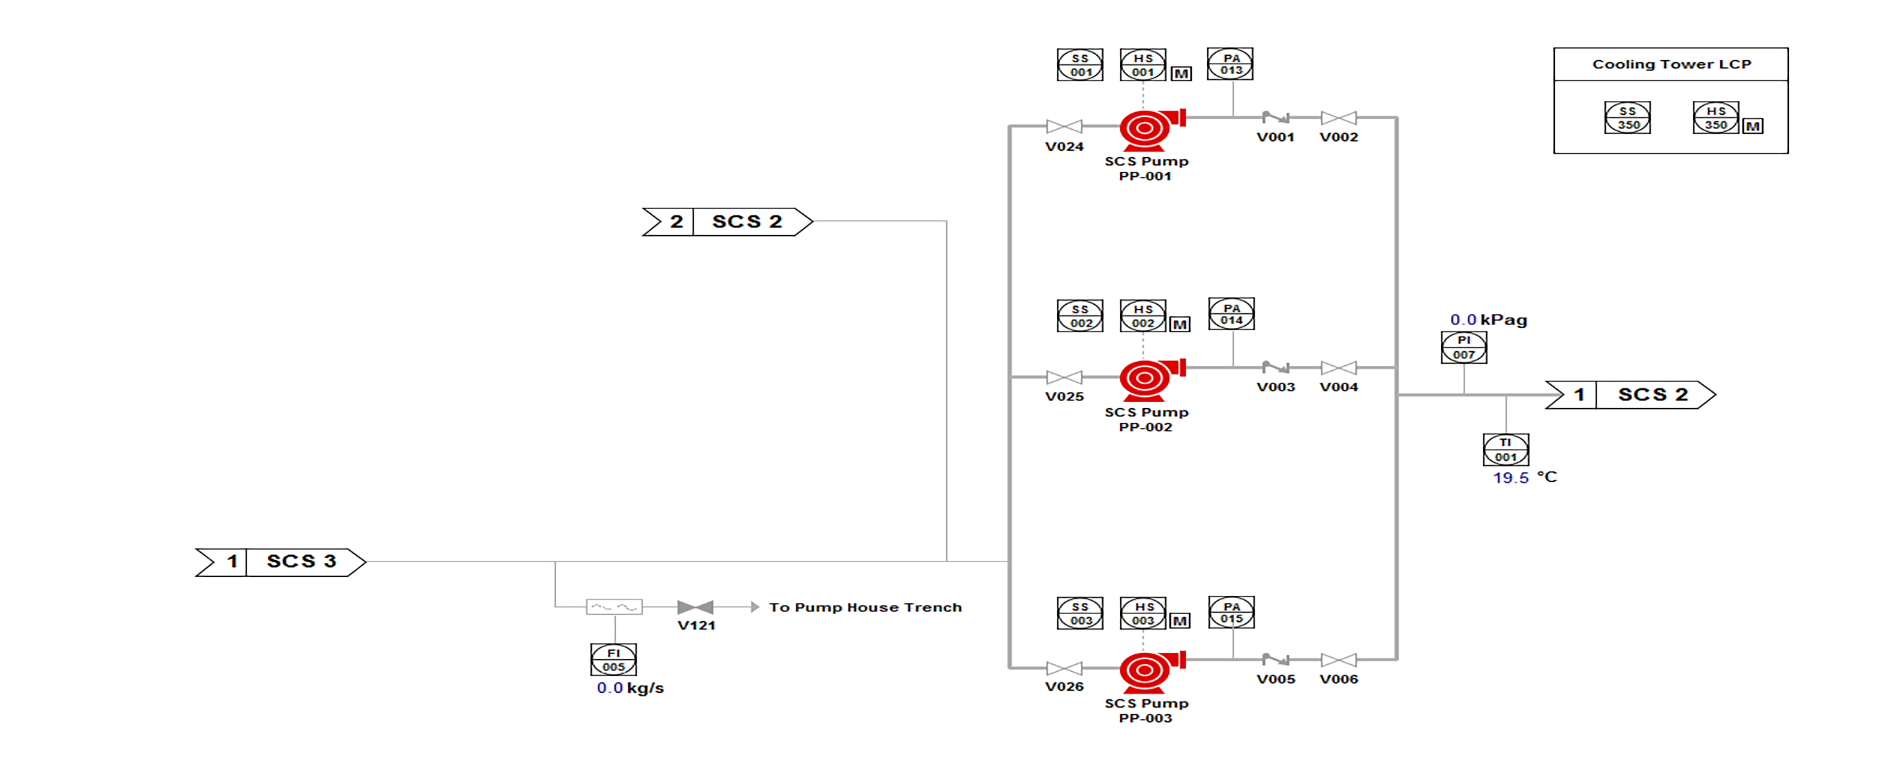 SS
001
HS
001
M
PA
013
V024
SCS Pump
PP-001
V001
V002
Cooling Tower LCP
SS
350
HS
350
M
2 SCS 2
SS
002
HS
002
M
PA
014
V025
SCS Pump
PP-002
V003
V004
0.0 kPag
PI
007
1 SCS 2
TI
001
19.5 °C
1 SCS 3
To Pump House Trench
V121
FI
005
0.0 kg/s
SS
003
HS
003
M
PA
015
V026
SCS Pump
PP-003
V005
V006